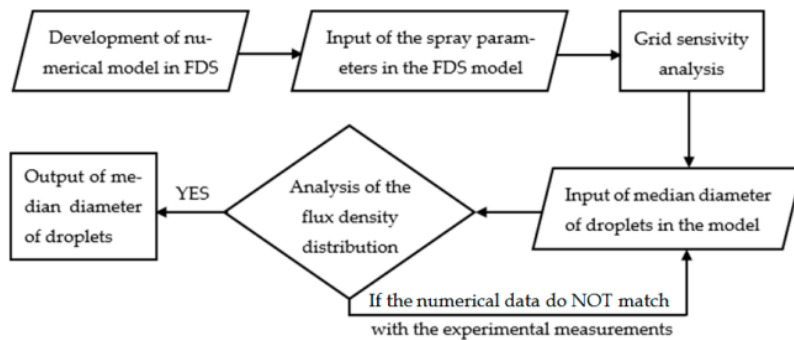 Development of nu-
merical model in FDS
Input of the spray param-
eters in the FDS model
Grid sensivity
analysis
Input of median diameter
of droplets in the model
Analysis of the
flux density
distribution
YES
Output of me-
dian diameter
of droplets
If the numerical data do NOT match
with the experimental measurements